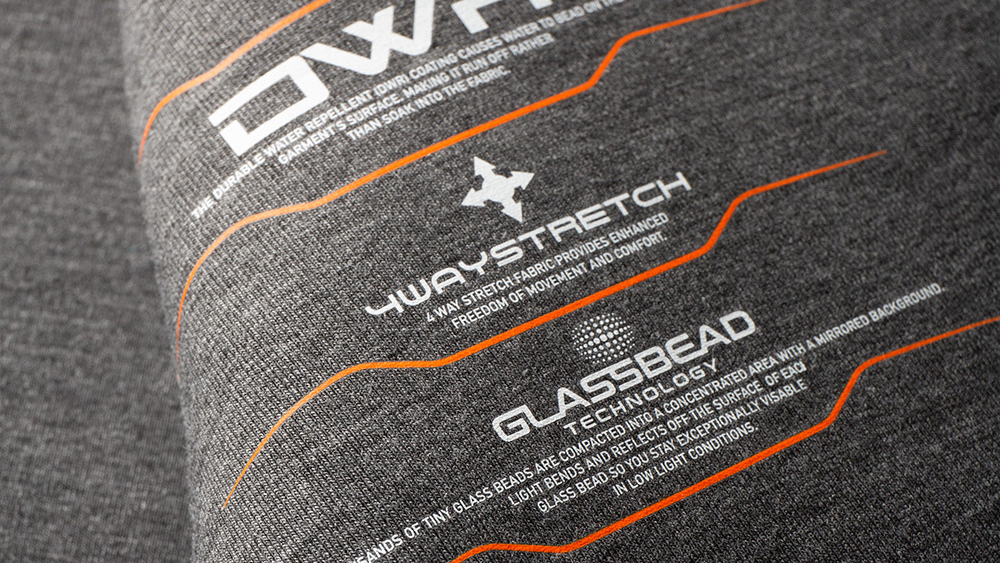 DWR
THE DURABLE WATER REPELLENT (DWR) COATING CAUSES WATER TO BEAD ON THE
GARMENT'S SURFACE, MAKING IT RUN OFF RATHER
THAN SOAK INTO THE FABRIC.
4WAYSTRETCH
4 WAY STRETCH FABRIC PROVIDES ENHANCED
FREEDOM OF MOVEMENT AND COMFORT.
GLASSBEAD
TECHNOLOGY
SANDS OF TINY GLASS BEADS ARE COMPACTED INTO A CONCENTRATED AREA WITH A MIRRORED BACKGROUND.
LIGHT BENDS AND REFLECTS OFF THE SURFACE OF EACH
GLASS BEAD SO YOU STAY EXCEPTIONALLY VISABLE
IN LOW LIGHT CONDITIONS.